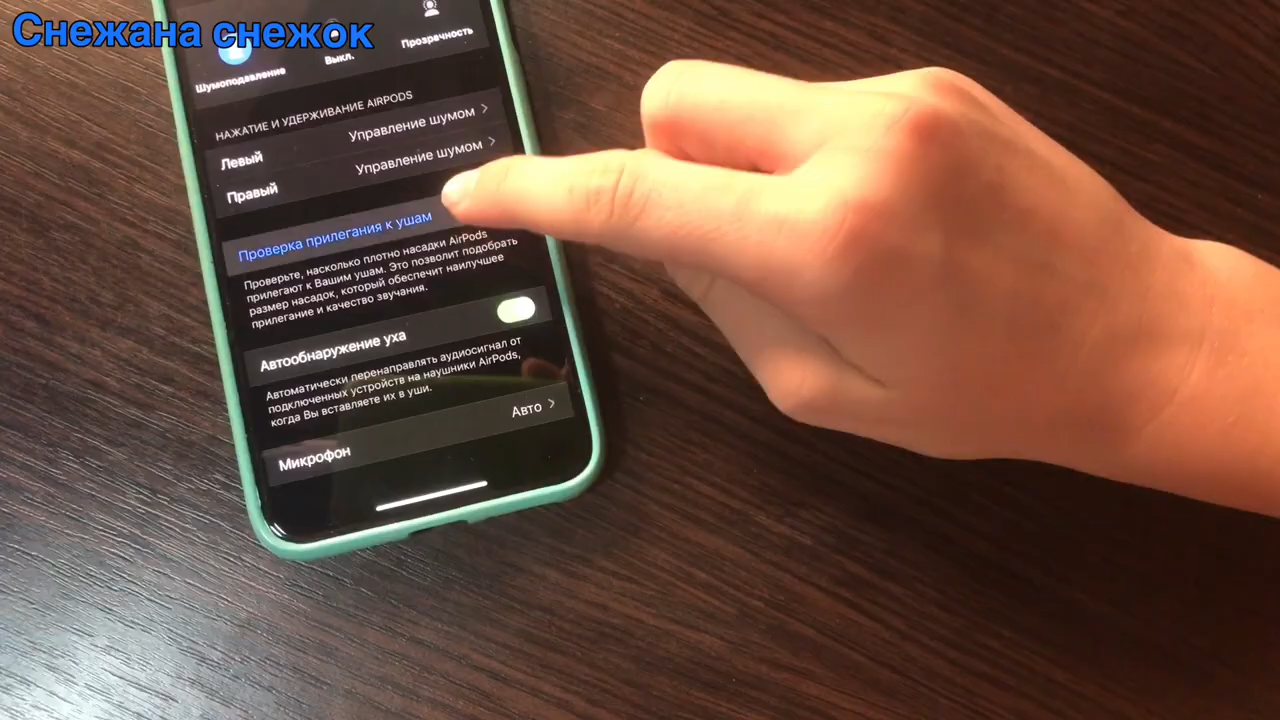 Снежана снежок
Шумоподавление
Выкл.
Прозрачность
НАЖАТИЕ И УДЕРЖИВАНИЕ AIRPODS
Левый
Управление шумом
Правый
Управление шумом
Проверка прилегания к ушам
Проверьте, насколько плотно насадки AirPods
прилегают к Вашим ушам. Это позволит подобрать
размер насадок, который обеспечит наилучшее
прилегание и качество звучания.
Автообнаружение уха
Автоматически перенаправлять аудиосигнал от
подключенных устройств на наушники AirPods,
когда Вы вставляете их в уши.
Микрофон
Авто